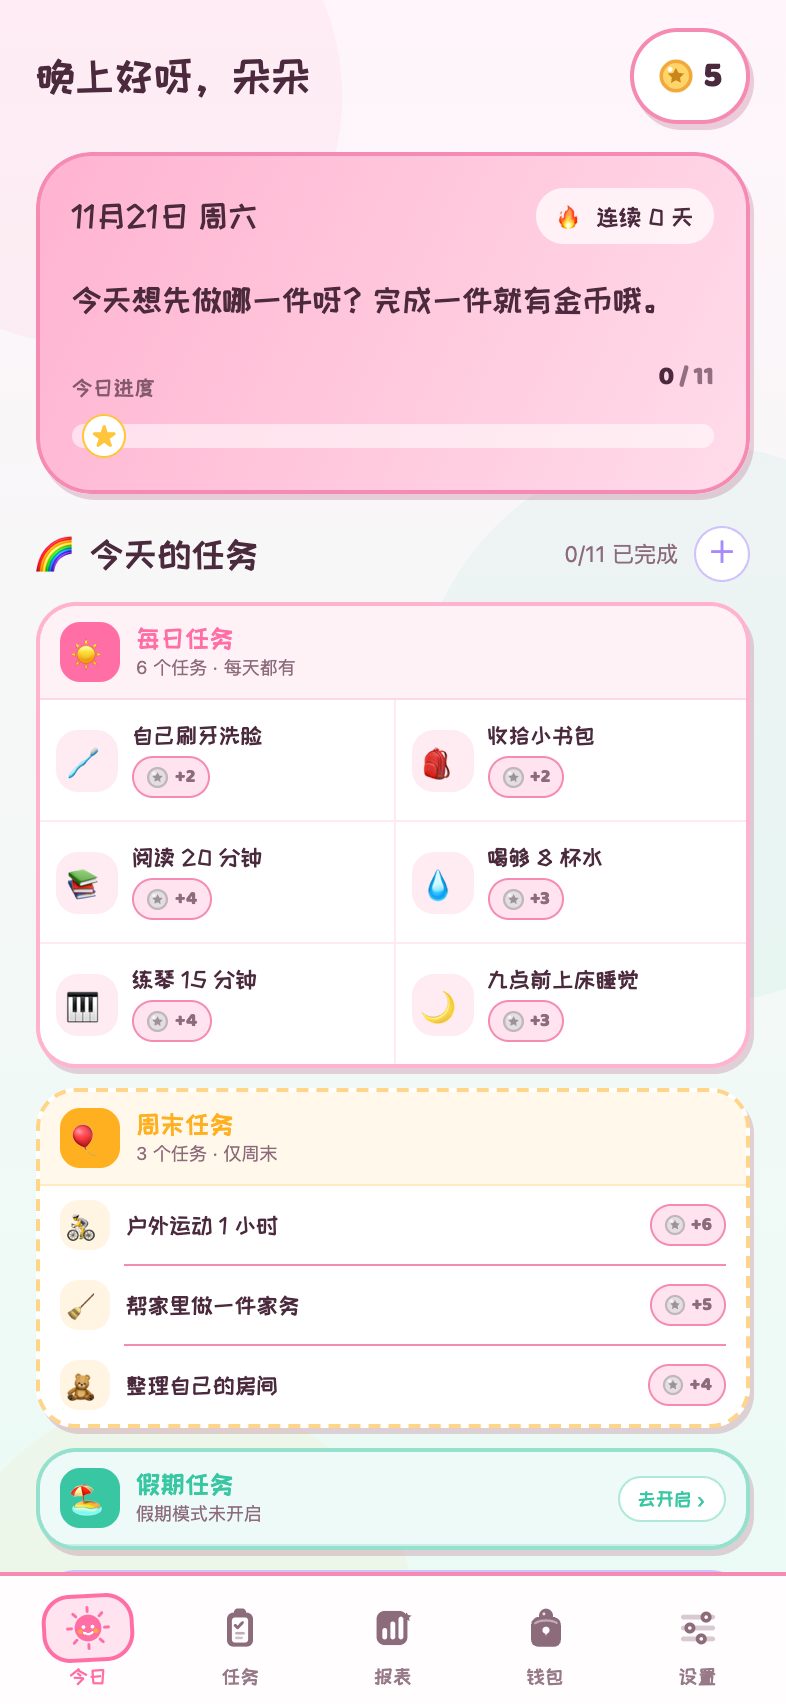 晚上好呀，朵朵
5
11月21日 周六
连续 0 天
今天想先做哪一件呀？完成一件就有金币哦。
今日进度
0 / 11
今天的任务
0/11 已完成
每日任务
6 个任务 · 每天都有
自己刷牙洗脸
+2
收拾小书包
+2
阅读 20 分钟
+4
喝够 8 杯水
+3
练琴 15 分钟
+4
九点前上床睡觉
+3
周末任务
3 个任务 · 仅周末
户外运动 1 小时
+6
帮家里做一件家务
+5
整理自己的房间
+4
假期任务
假期模式未开启
去开启 ›
今日
任务
报表
钱包
设置